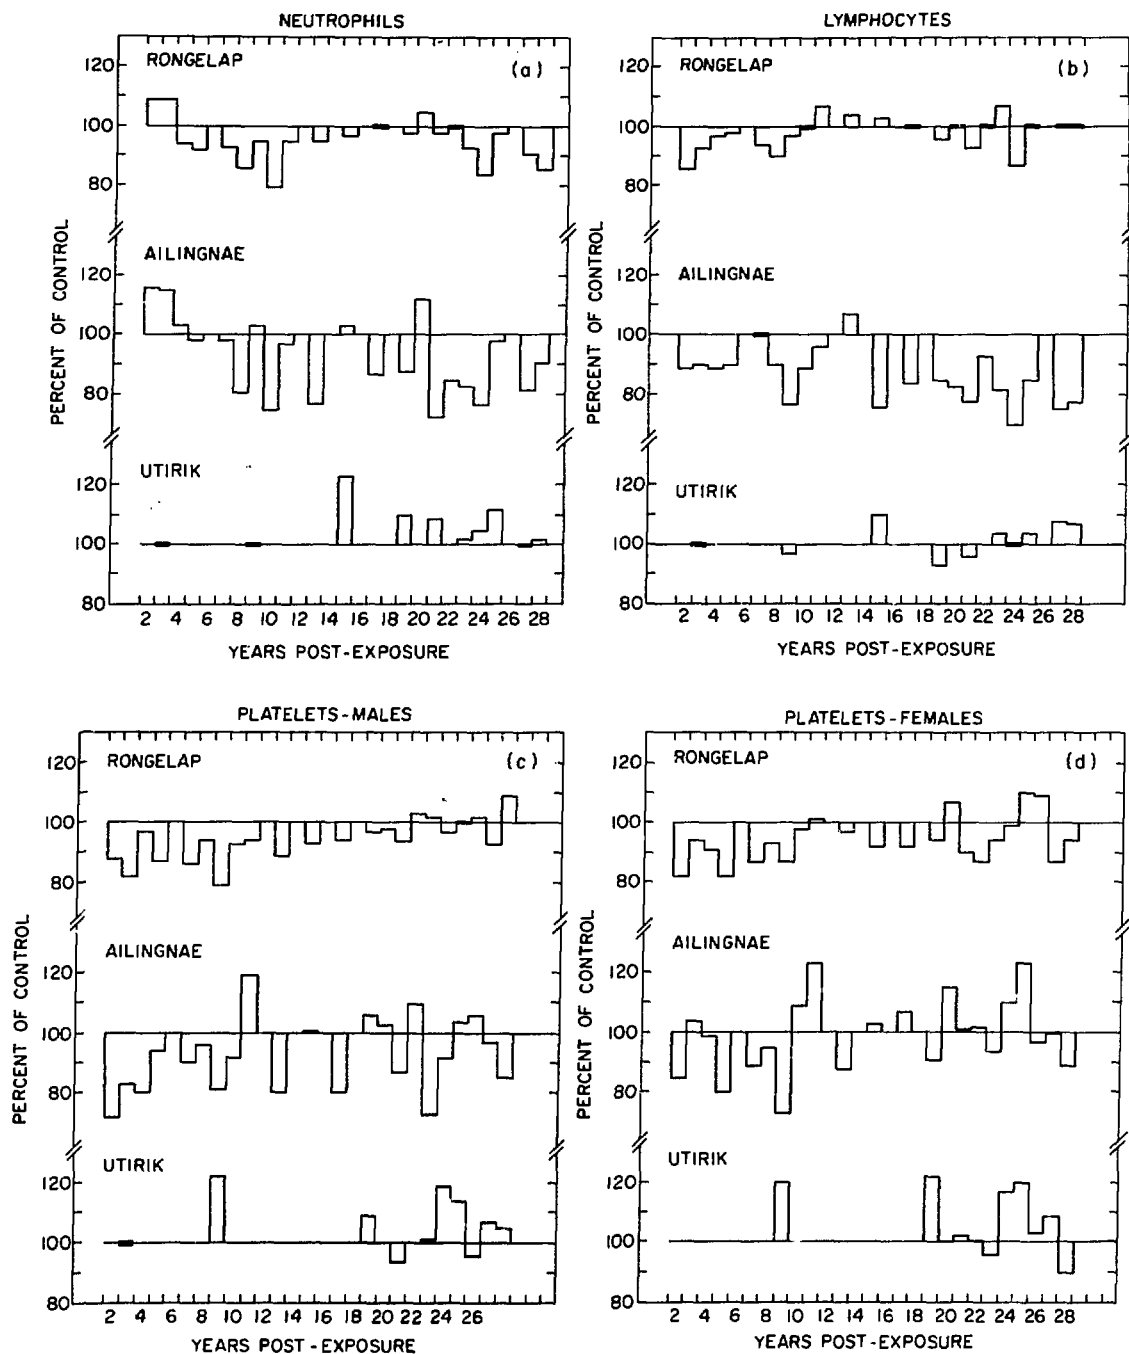 NEUTROPHILS
RONGELAP
(a)
120
100
80
AILINGNAE
120
100
80
UTIRIK
120
100
80
PERCENT OF CONTROL
2 4 6 8 10 12 14 16 18 20 22 24 26 28
YEARS POST-EXPOSURE
LYMPHOCYTES
RONGELAP
(b)
120
100
80
AILINGNAE
120
100
80
UTIRIK
120
100
80
PERCENT OF CONTROL
2 4 6 8 10 12 14 16 18 20 22 24 26 28
YEARS POST-EXPOSURE
PLATELETS-MALES
RONGELAP
(c)
120
100
80
AILINGNAE
120
100
80
UTIRIK
120
100
80
PERCENT OF CONTROL
2 4 6 8 10 12 14 16 18 20 22 24 26
YEARS POST-EXPOSURE
PLATELETS-FEMALES
RONGELAP
(d)
120
100
80
AILINGNAE
120
100
80
UTIRIK
120
100
80
PERCENT OF CONTROL
2 4 6 8 10 12 14 16 18 20 22 24 26 28
YEARS POST-EXPOSURE